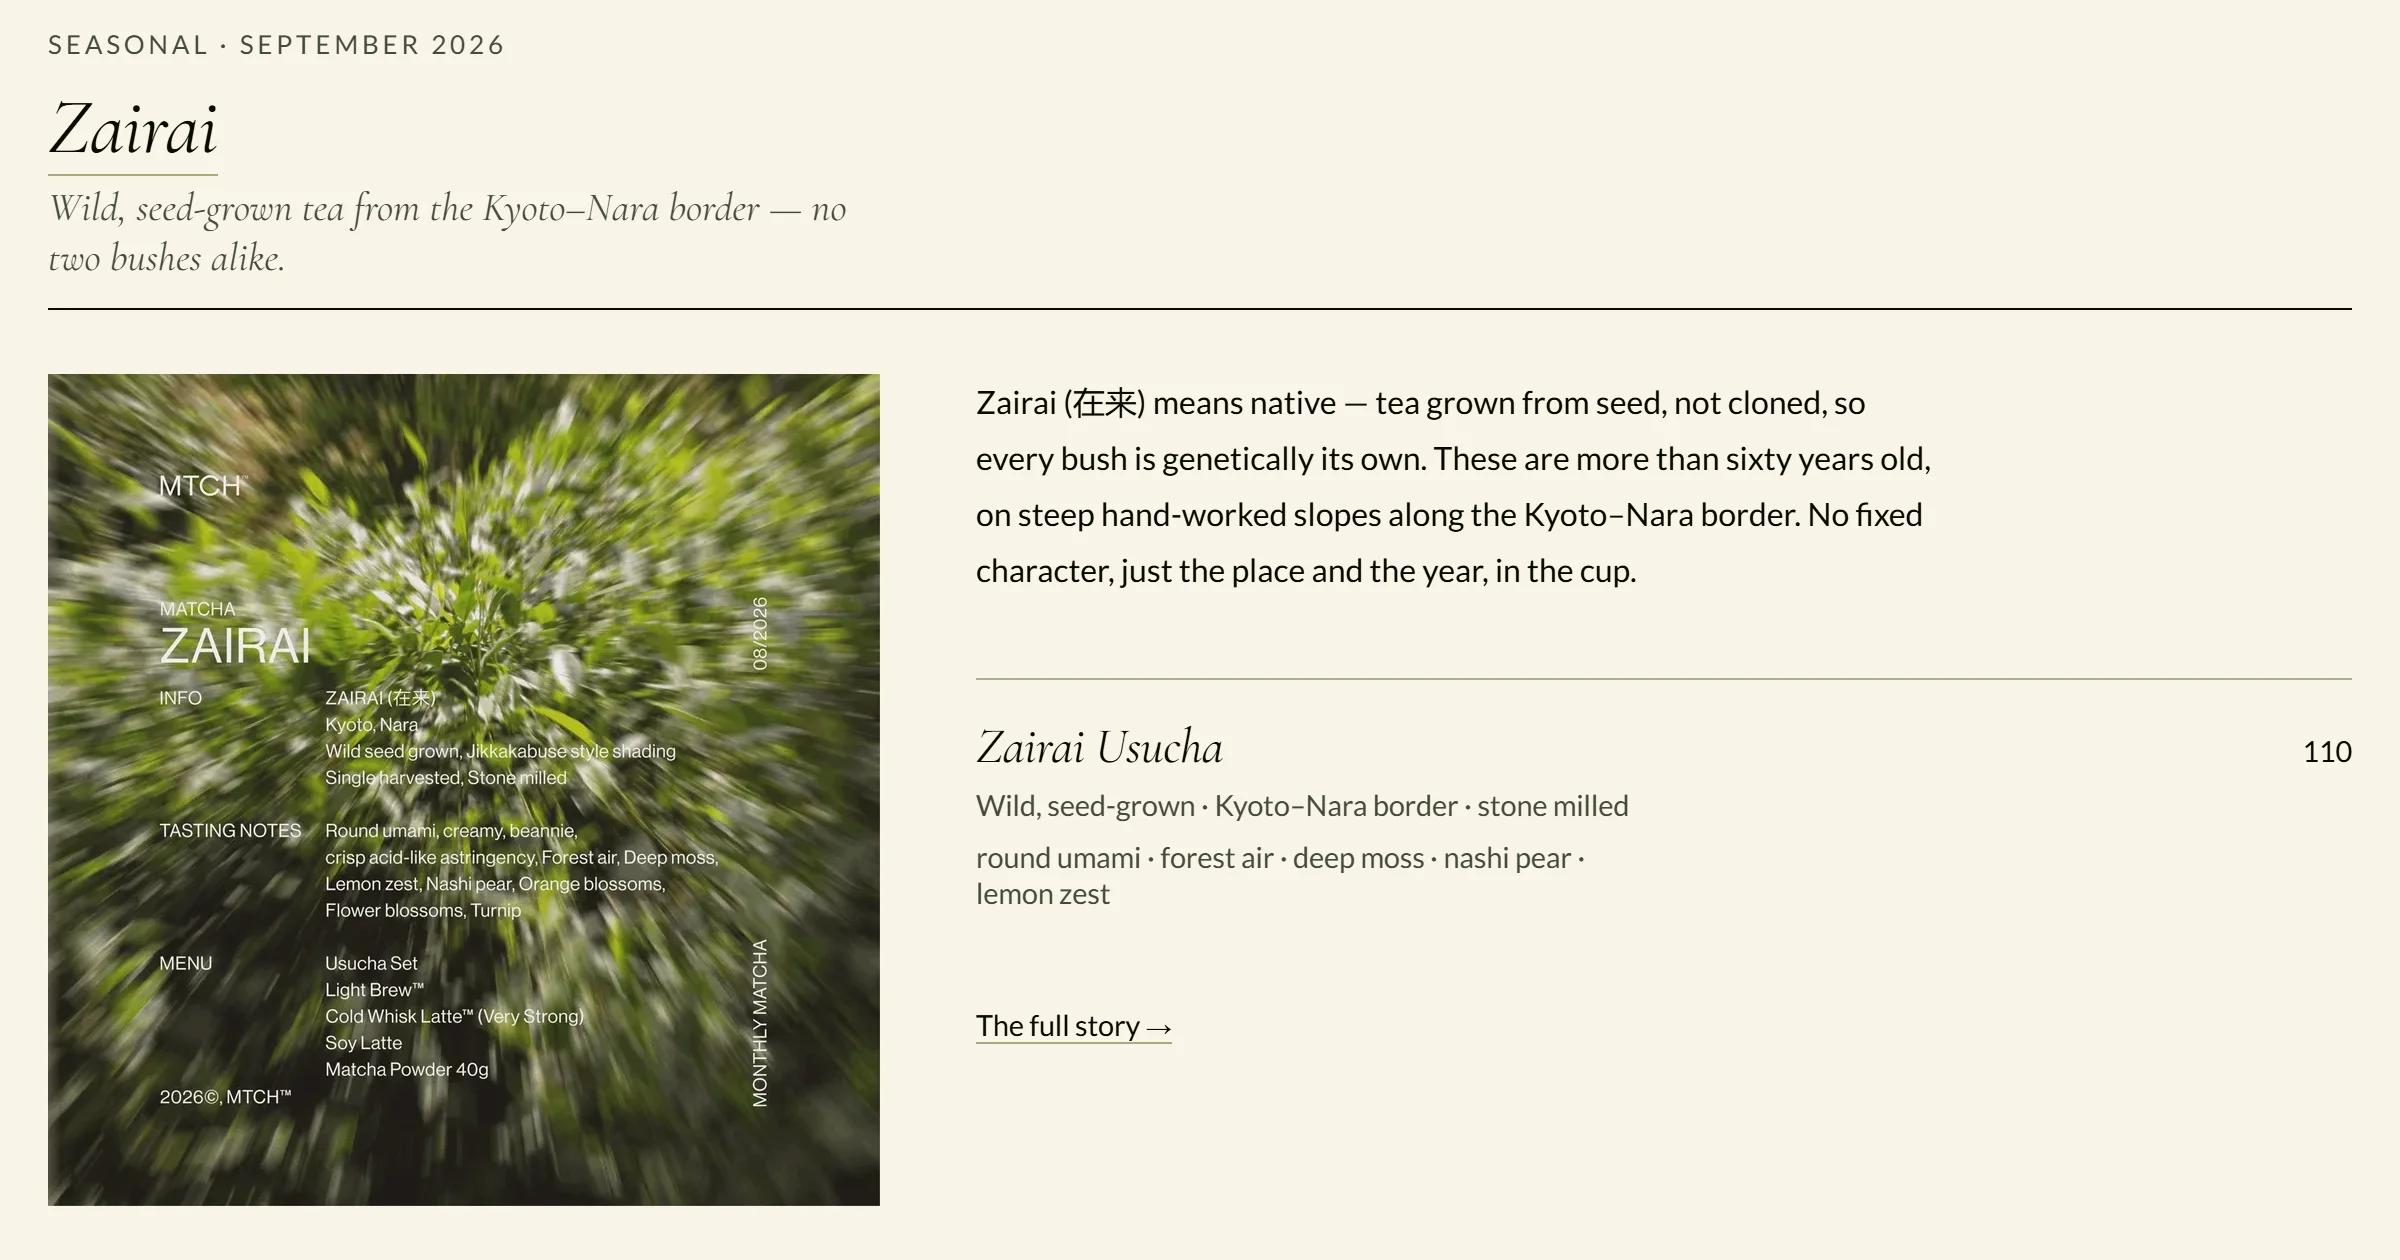 SEASONAL · SEPTEMBER 2026
Zairai
Wild, seed-grown tea from the Kyoto–Nara border — no
two bushes alike.
MTCH™
MATCHA
ZAIRAI
08/2026
INFO
ZAIRAI (在来)
Kyoto, Nara
Wild seed grown, Jikkakabuse style shading
Single harvested, Stone milled
TASTING NOTES
Round umami, creamy, beannie,
crisp acid-like astringency, Forest air, Deep moss,
Lemon zest, Nashi pear, Orange blossoms,
Flower blossoms, Turnip
MENU
Usucha Set
Light Brew™
Cold Whisk Latte™ (Very Strong)
Soy Latte
Matcha Powder 40g
MONTHLY MATCHA
2026©, MTCH™
Zairai (在来) means native — tea grown from seed, not cloned, so
every bush is genetically its own. These are more than sixty years old,
on steep hand-worked slopes along the Kyoto–Nara border. No fixed
character, just the place and the year, in the cup.
Zairai Usucha
110
Wild, seed-grown · Kyoto–Nara border · stone milled
round umami · forest air · deep moss · nashi pear ·
lemon zest
The full story →